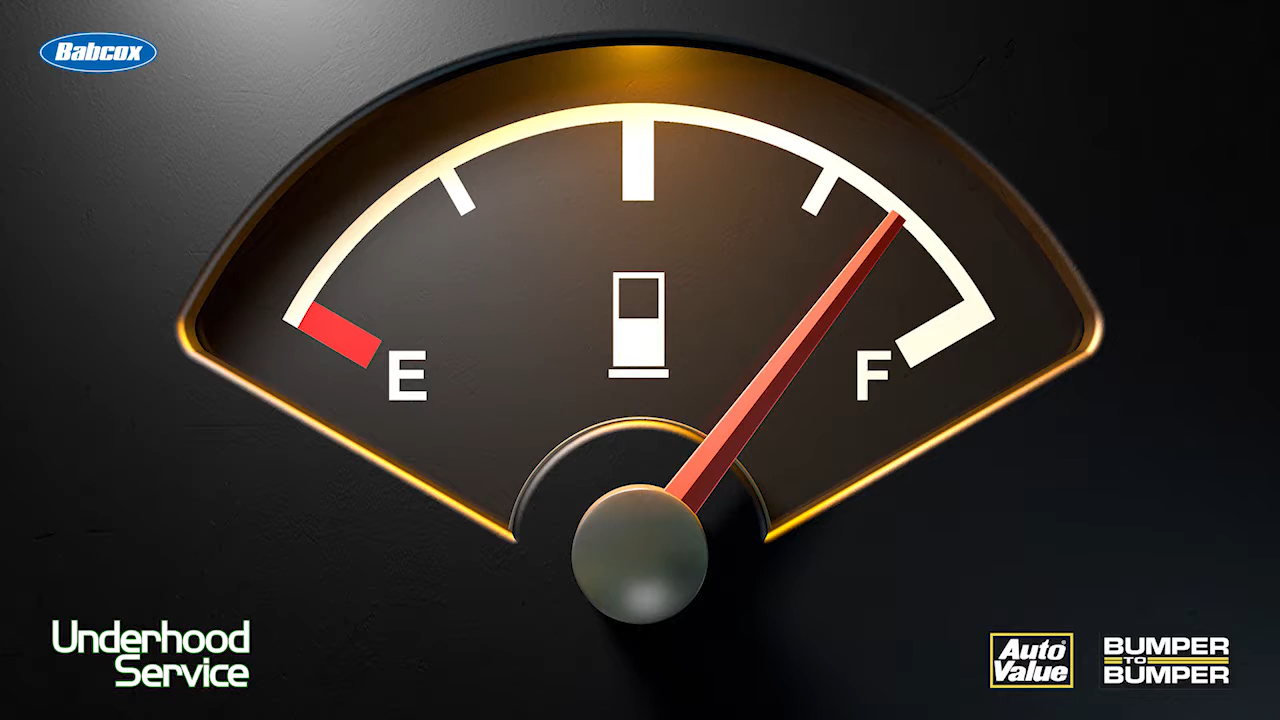 Babcox
E
F
Underhood
Service
Auto
Value
BUMPER
TO
BUMPER